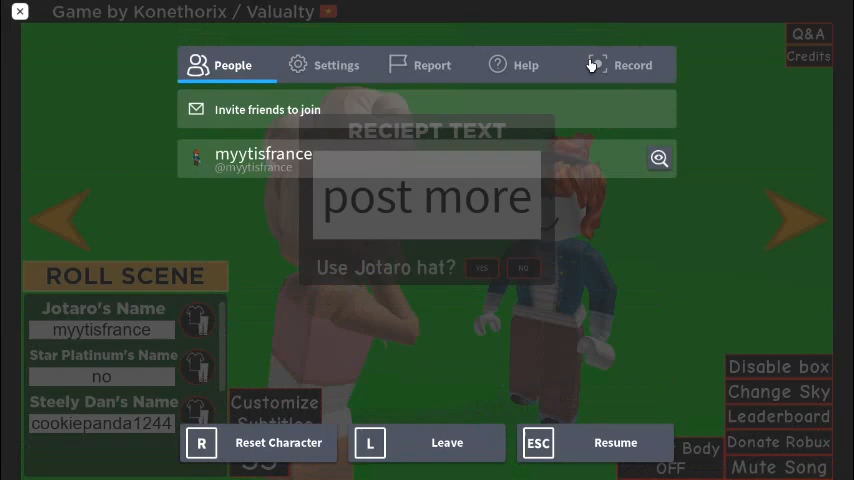 Game by Konethorix / Valualty
Q&A
Credits
People
Settings
Report
Help
Record
Invite friends to join
RECIEPT TEXT
myytisfrance
@myytisfrance
post more
Use Jotaro hat?
YES
NO
ROLL SCENE
Jotaro's Name
myytisfrance
Star Platinum's Name
no
Steely Dan's Name
cookiepanda1244
Customize
Subtitles
Disable box
Change Sky
Leaderboard
Donate Robux
Mute Song
Body
OFF
R
Reset Character
L
Leave
ESC
Resume